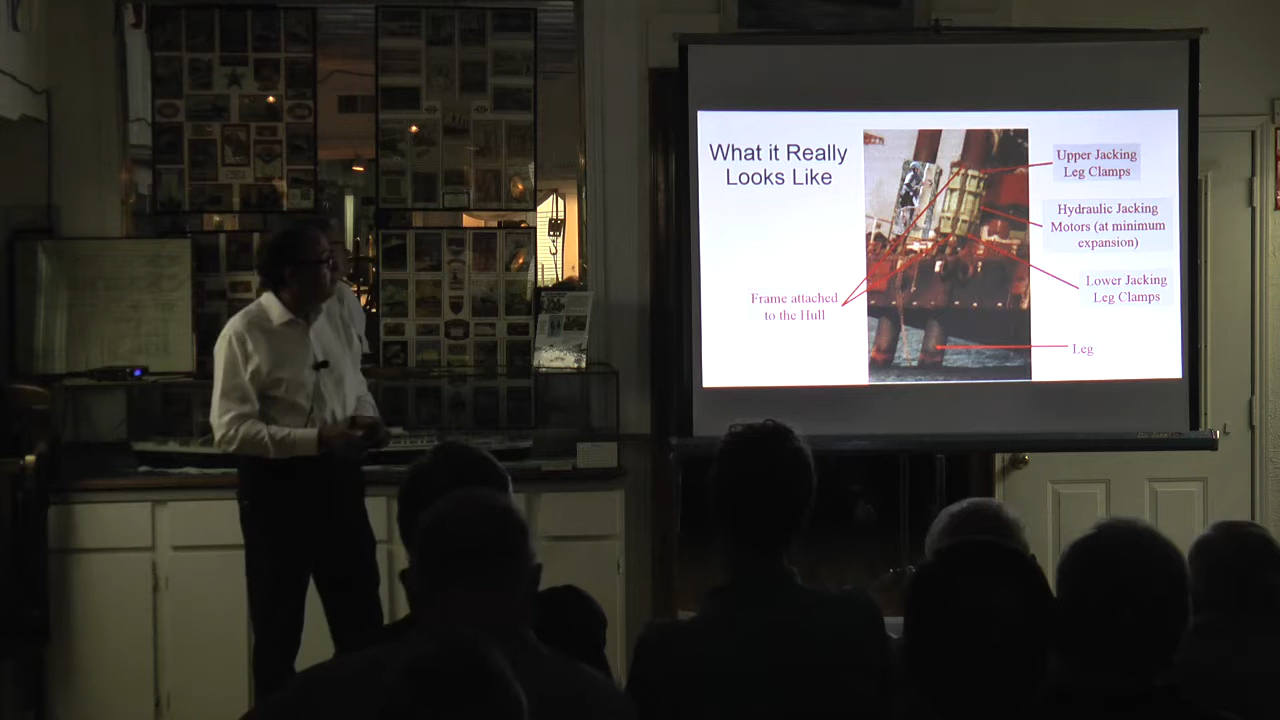 What it Really
Looks Like
Upper Jacking
Leg Clamps
Hydraulic Jacking
Motors (at minimum
expansion)
Lower Jacking
Leg Clamps
Frame attached
to the Hull
Leg